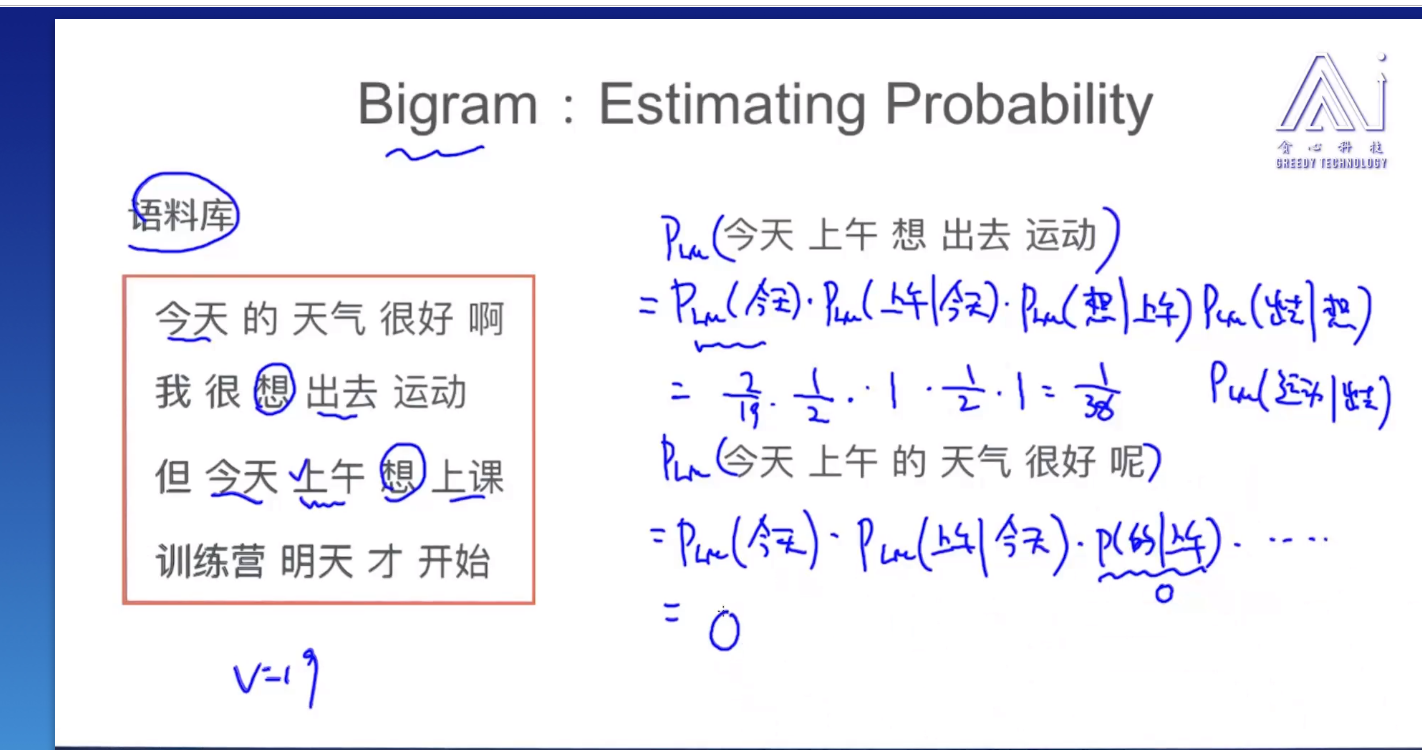 Bigram：Estimating Probability
贪心科技
GREEDY TECHNOLOGY
语料库
今天 的 天气 很好 啊
我 很 想 出去 运动
但 今天 上午 想 上课
训练营 明天 才 开始
V=19
P_LM(今天 上午 想 出去 运动)
= P_LM(今天)·P_LM(上午|今天)·P_LM(想|上午) P_LM(出去|想)
P_LM(运动|出去)
= 2/19 · 1/2 · 1 · 1/2 · 1 = 1/38
P_LM(今天 上午 的 天气 很好 呢)
= P_LM(今天)· P_LM(上午|今天)· P(的|上午)· ····
0
= 0